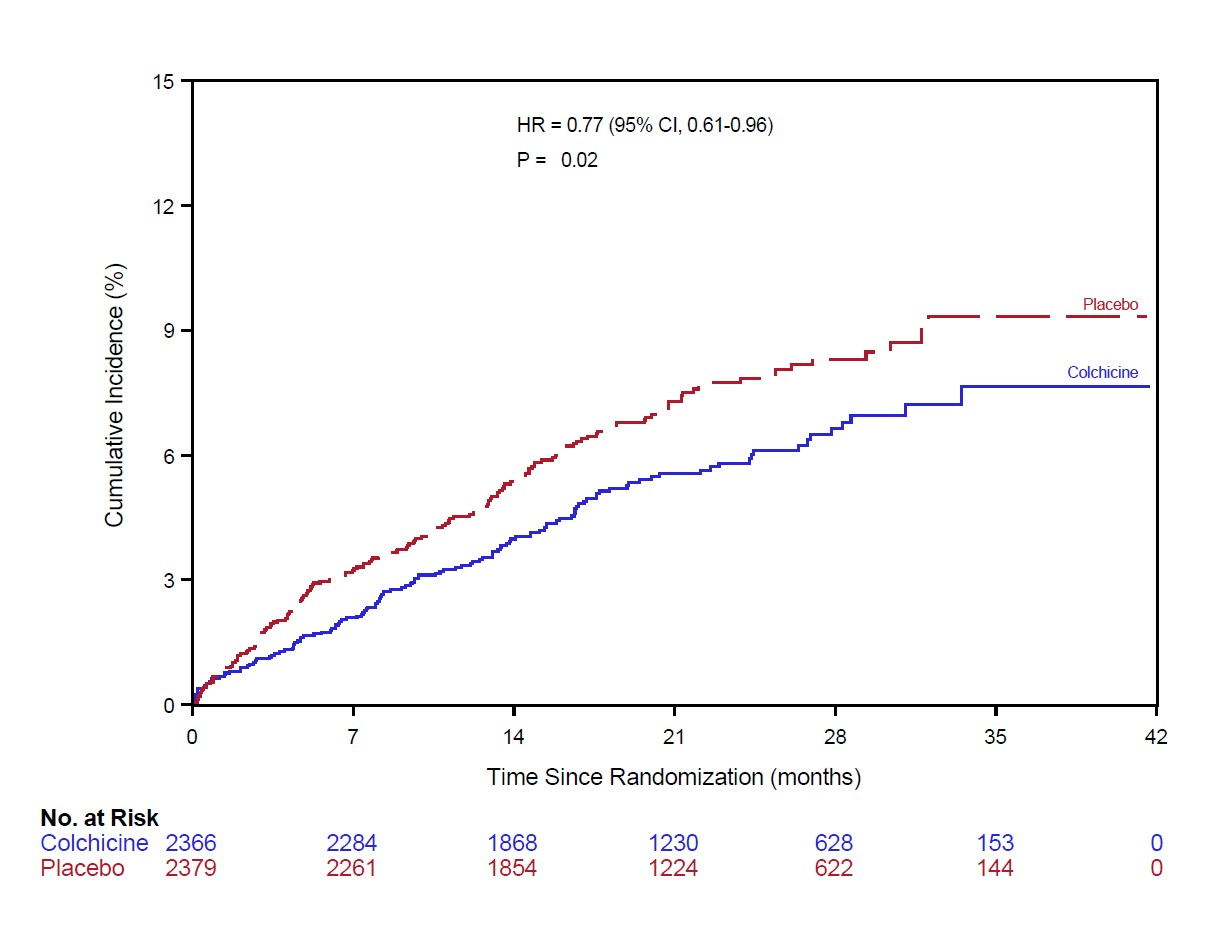 15
HR = 0.77 (95% CI, 0.61-0.96)
P = 0.02
12
9
6
3
0
Cumulative Incidence (%)
Placebo
Colchicine
0 7 14 21 28 35 42
Time Since Randomization (months)
No. at Risk
Colchicine 2366 2284 1868 1230 628 153 0
Placebo 2379 2261 1854 1224 622 144 0